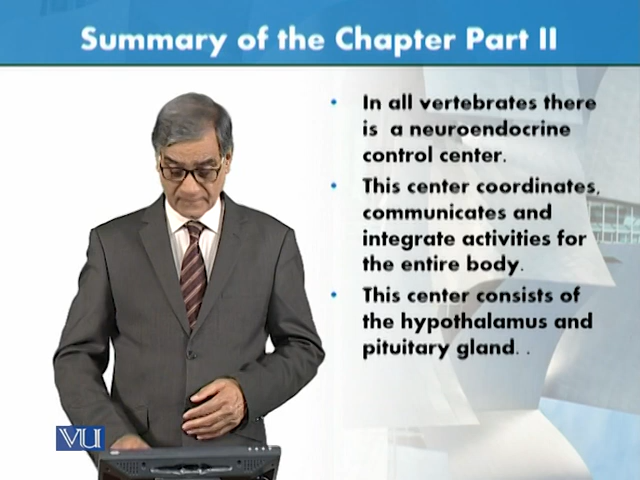 Summary of the Chapter Part II
• In all vertebrates there
is a neuroendocrine
control center.
• This center coordinates,
communicates and
integrate activities for
the entire body.
• This center consists of
the hypothalamus and
pituitary gland. .
VU